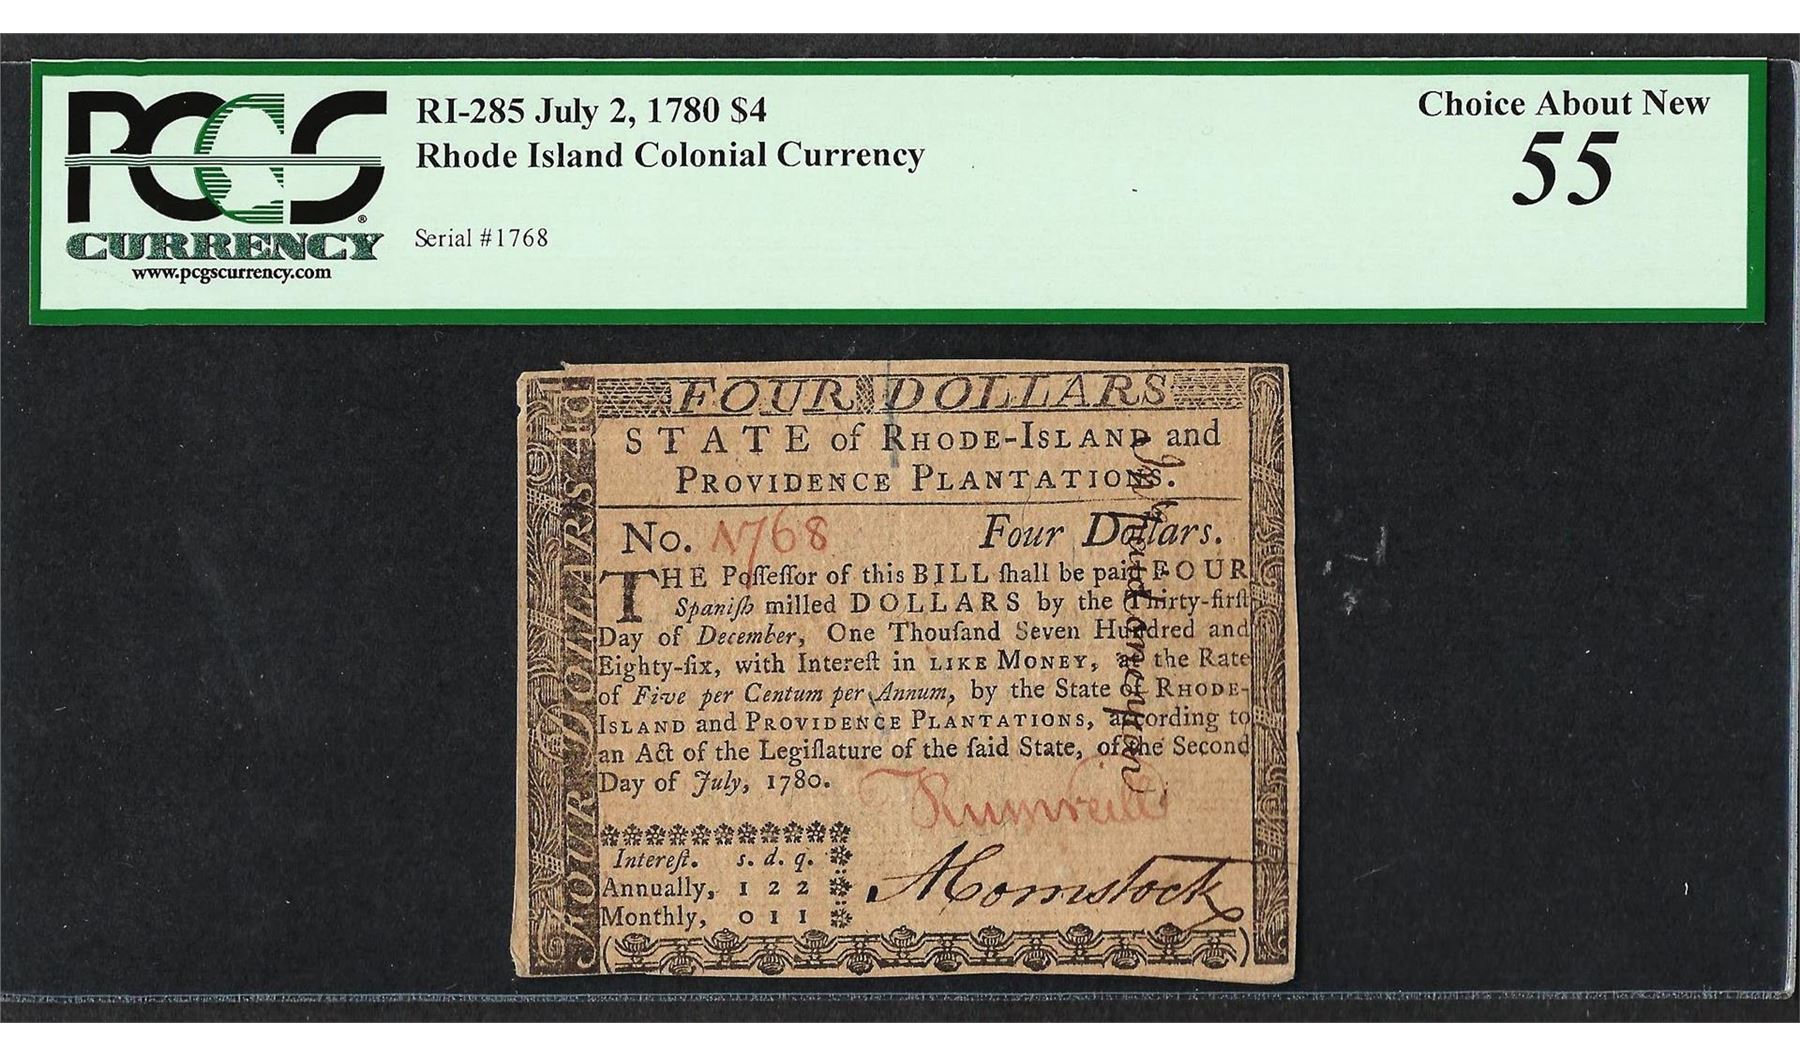 PCGS
CURRENCY
www.pcgscurrency.com
RI-285 July 2, 1780 $4
Rhode Island Colonial Currency
Serial #1768
Choice About New
55
FOUR DOLLARS
STATE of RHODE-ISLAND and
PROVIDENCE PLANTATIONS.
No. 1768 Four Dollars.
THE Poſſeſſor of this BILL ſhall be paid FOUR
Spaniſh milled DOLLARS by the Thirty-firſt
Day of December, One Thouſand Seven Hundred and
Eighty-ſix, with Intereſt in LIKE MONEY, at the Rate
of Five per Centum per Annum, by the State of RHODE-
ISLAND and PROVIDENCE PLANTATIONS, according to
an Act of the Legiſlature of the ſaid State, of the Second
Day of July, 1780.
Intereſt. s. d. q.
Annually, 1 2 2
Monthly, 0 1 1
Comstock
FOUR DOLLARS